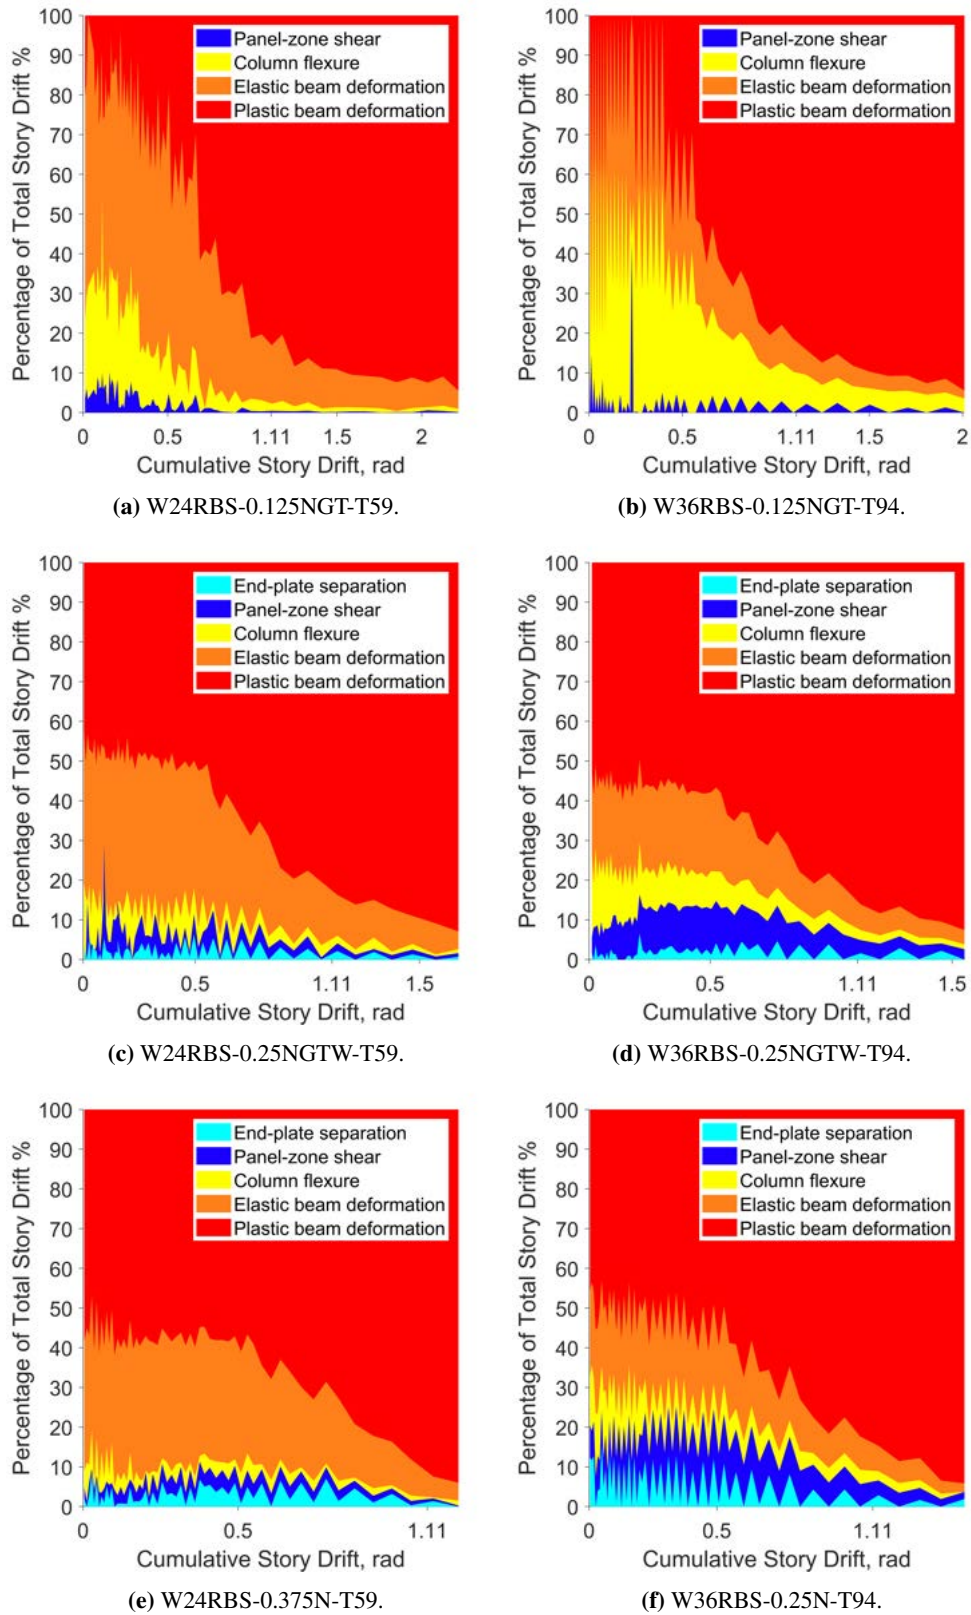 100
90
80
70
60
50
40
30
20
10
0
Percentage of Total Story Drift %
Panel-zone shear
Column flexure
Elastic beam deformation
Plastic beam deformation
0 0.5 1.11 1.5 2
Cumulative Story Drift, rad
(a) W24RBS-0.125NGT-T59.
100
90
80
70
60
50
40
30
20
10
0
Percentage of Total Story Drift %
Panel-zone shear
Column flexure
Elastic beam deformation
Plastic beam deformation
0 0.5 1.11 1.5 2
Cumulative Story Drift, rad
(b) W36RBS-0.125NGT-T94.
100
90
80
70
60
50
40
30
20
10
0
Percentage of Total Story Drift %
End-plate separation
Panel-zone shear
Column flexure
Elastic beam deformation
Plastic beam deformation
0 0.5 1.11 1.5
Cumulative Story Drift, rad
(c) W24RBS-0.25NGTW-T59.
100
90
80
70
60
50
40
30
20
10
0
Percentage of Total Story Drift %
End-plate separation
Panel-zone shear
Column flexure
Elastic beam deformation
Plastic beam deformation
0 0.5 1.11 1.5
Cumulative Story Drift, rad
(d) W36RBS-0.25NGTW-T94.
100
90
80
70
60
50
40
30
20
10
0
Percentage of Total Story Drift %
End-plate separation
Panel-zone shear
Column flexure
Elastic beam deformation
Plastic beam deformation
0 0.5 1.11
Cumulative Story Drift, rad
(e) W24RBS-0.375N-T59.
100
90
80
70
60
50
40
30
20
10
0
Percentage of Total Story Drift %
End-plate separation
Panel-zone shear
Column flexure
Elastic beam deformation
Plastic beam deformation
0 0.5 1.11
Cumulative Story Drift, rad
(f) W36RBS-0.25N-T94.